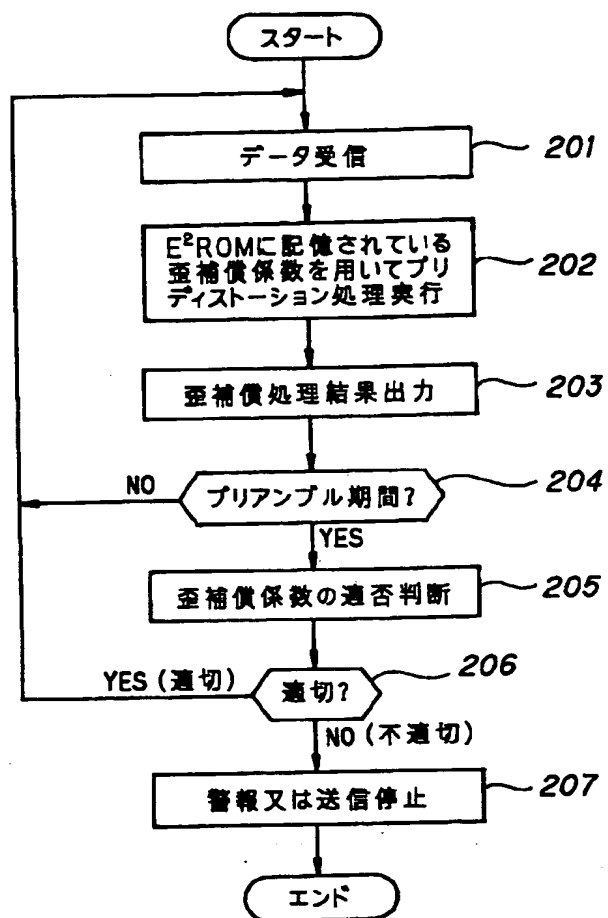 スタート
データ受信
201
E²ROMに記憶されている
歪補償係数を用いてプリ
ディストーション処理実行
202
歪補償処理結果出力
203
プリアンブル期間?
204
NO
YES
歪補償係数の適否判断
205
適切?
206
YES(適切)
NO(不適切)
警報又は送信停止
207
エンド